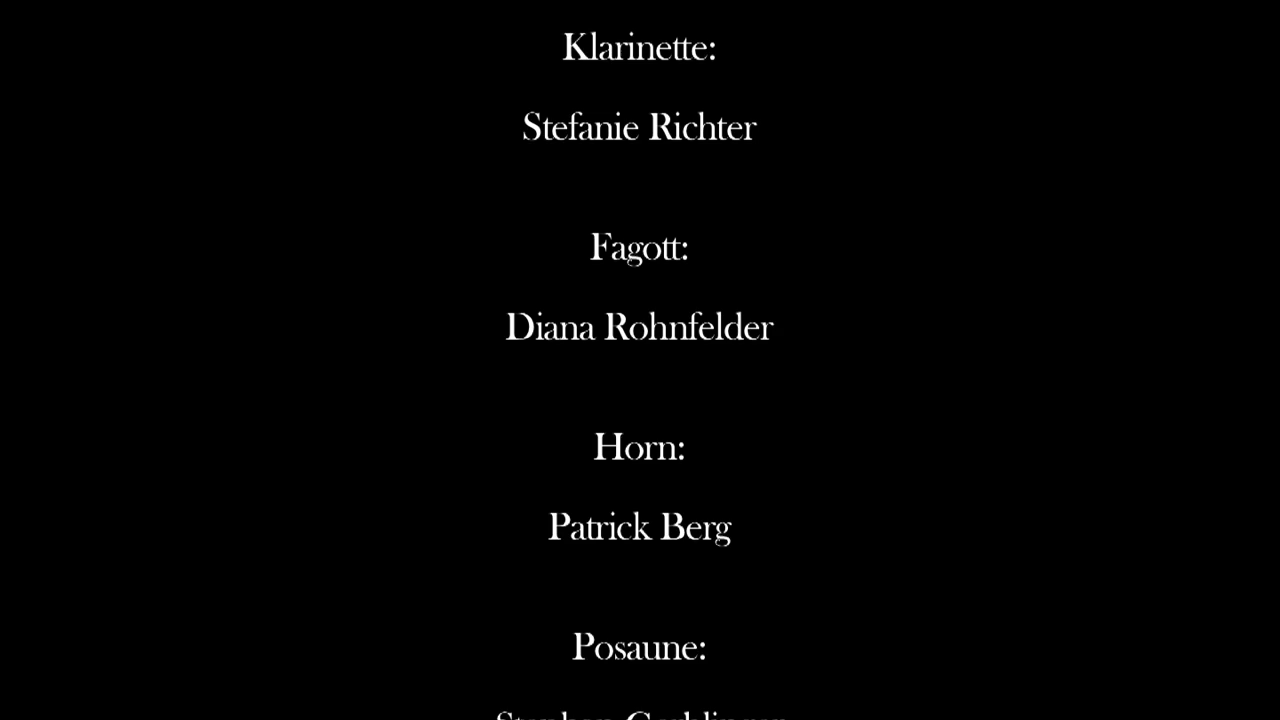 Klarinette:
Stefanie Richter
Fagott:
Diana Rohnfelder
Horn:
Patrick Berg
Posaune: